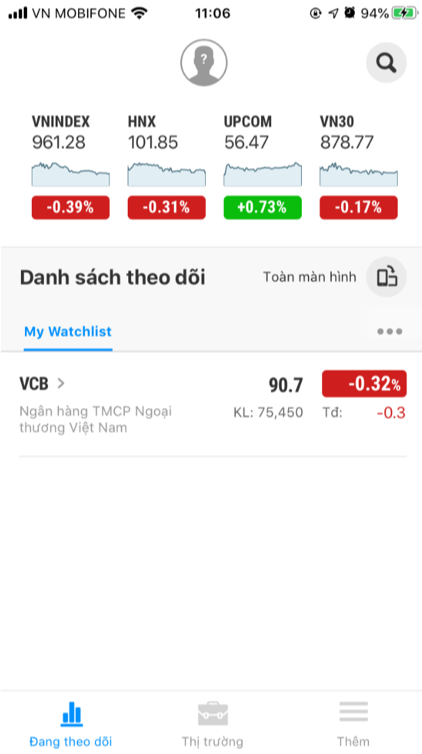 VN MOBIFONE 11:06 94%
?
VNINDEX HNX UPCOM VN30
961.28 101.85 56.47 878.77
-0.39% -0.31% +0.73% -0.17%
Danh sách theo dõi Toàn màn hình
My Watchlist
VCB 90.7 -0.32%
Ngân hàng TMCP Ngoại KL: 75,450 Tđ: -0.3
thương Việt Nam
Đang theo dõi Thị trường Thêm